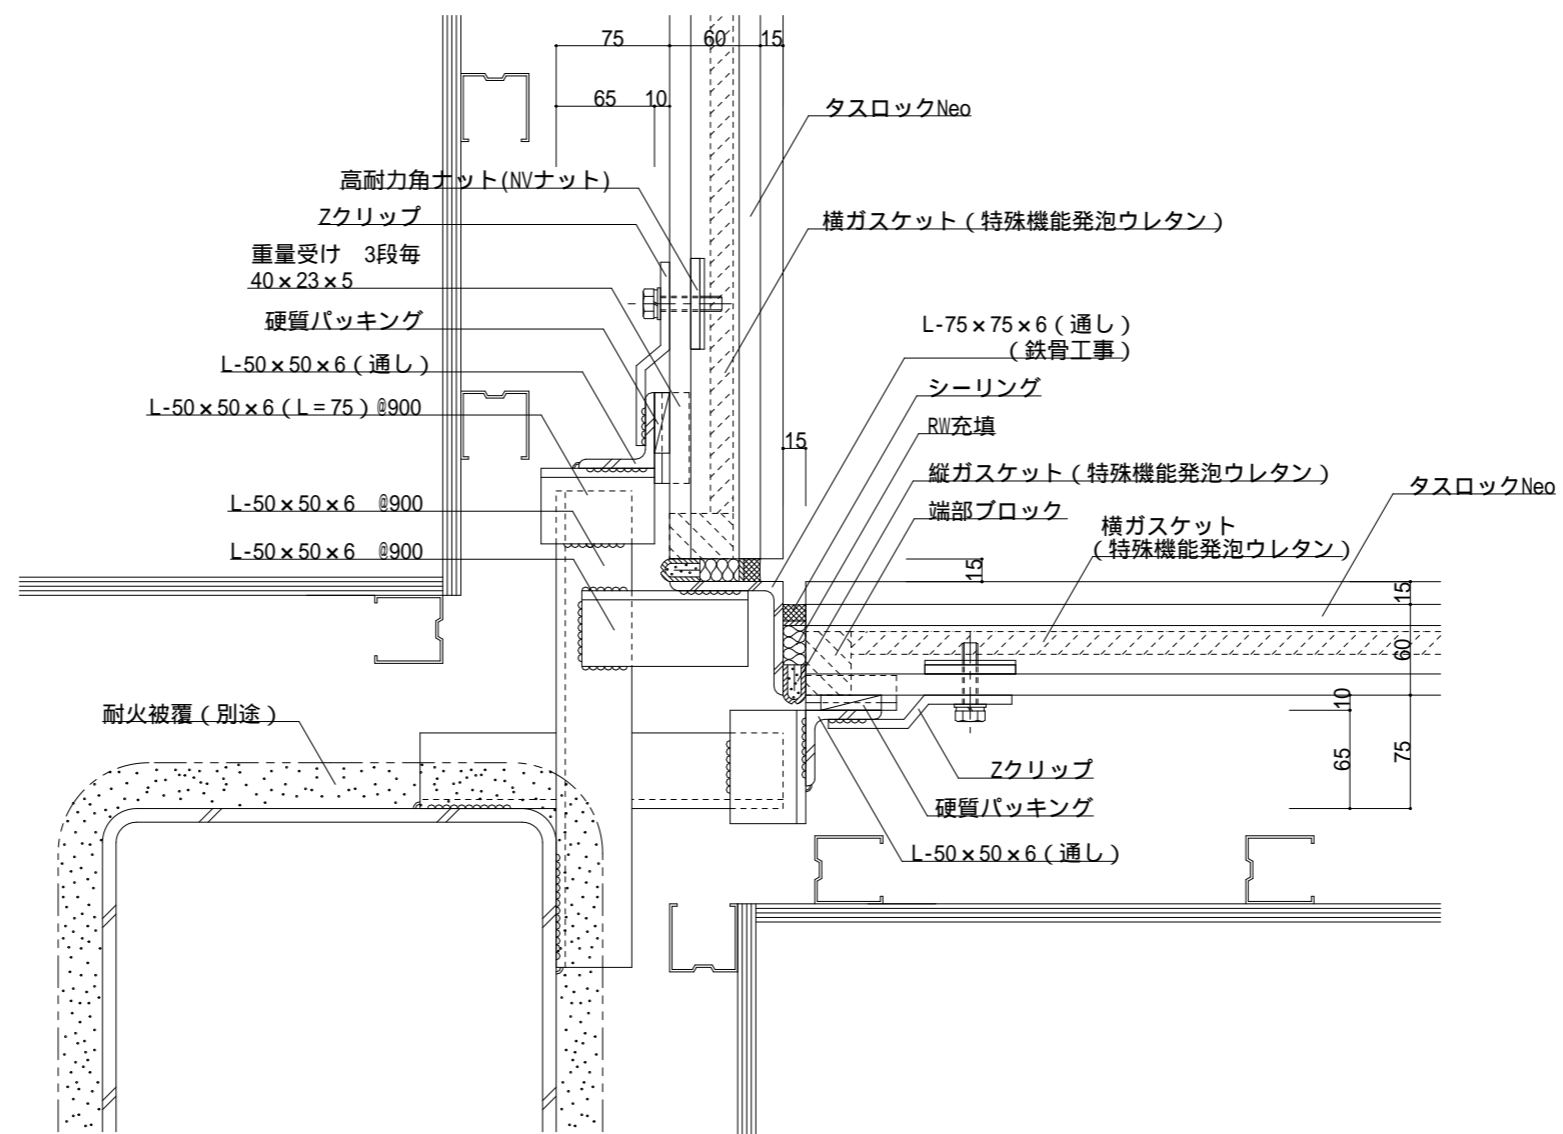 75
60
15
65
10
タスロックNeo
高耐力角ナット(NVナット)
Zクリップ
横ガスケット（特殊機能発泡ウレタン）
重量受け　3段毎
40×23×5
硬質パッキング
L-75×75×6（通し）
（鉄骨工事）
L-50×50×6（通し）
シーリング
L-50×50×6（L=75）@900
RW充填
15
縦ガスケット（特殊機能発泡ウレタン）
タスロックNeo
L-50×50×6　@900
端部ブロック
横ガスケット
（特殊機能発泡ウレタン）
L-50×50×6　@900
15
15
60
10
65
75
耐火被覆（別途）
Zクリップ
硬質パッキング
L-50×50×6（通し）